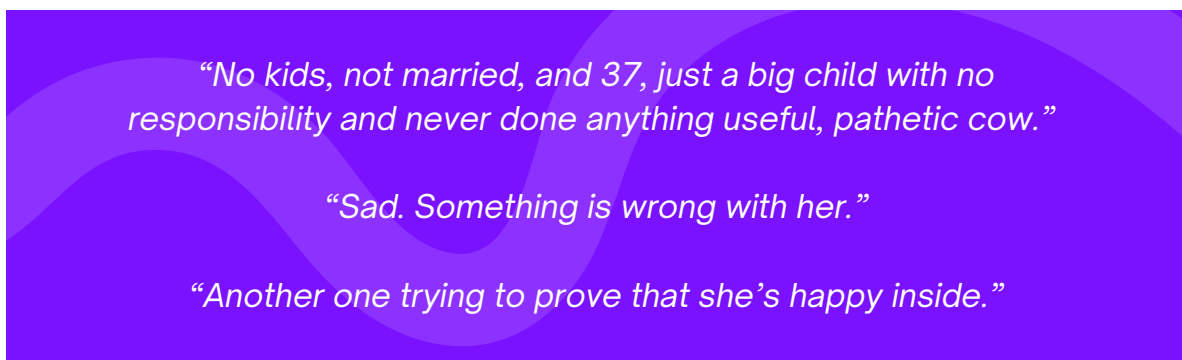 “No kids, not married, and 37, just a big child with no
responsibility and never done anything useful, pathetic cow.”
“Sad. Something is wrong with her.”
“Another one trying to prove that she’s happy inside.”